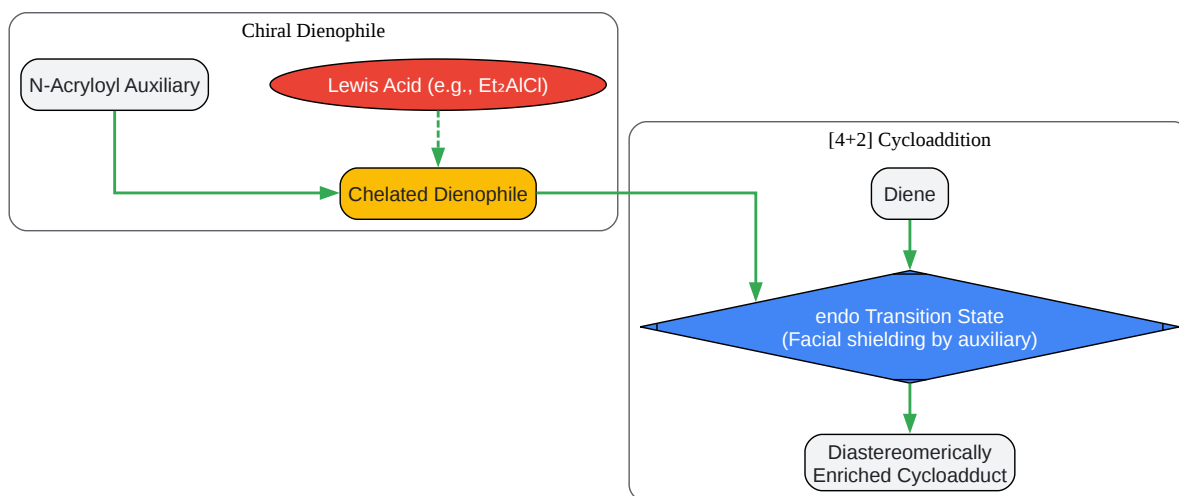 Chiral Dienophile
N-Acryloyl Auxiliary
Lewis Acid (e.g., Et₂AlCl)
Chelated Dienophile
[4+2] Cycloaddition
Diene
endo Transition State
(Facial shielding by auxiliary)
Diastereomerically
Enriched Cycloadduct